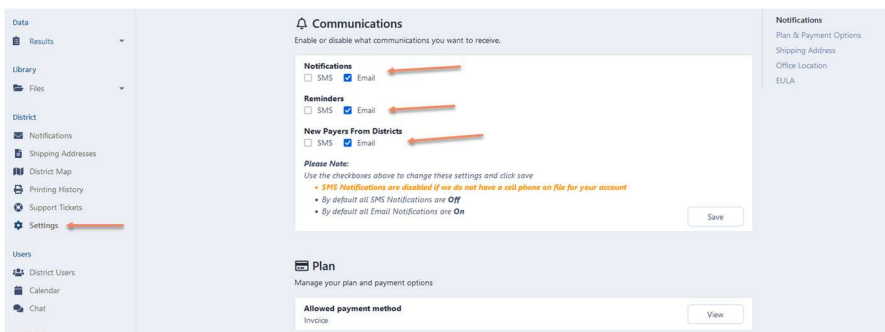 Data
Results
Library
Files
District
Notifications
Shipping Addresses
District Map
Printing History
Support Tickets
Settings
Users
District Users
Calendar
Chat
Communications
Enable or disable what communications you want to receive.
Notifications
SMS Email
Reminders
SMS Email
New Payers From Districts
SMS Email
Please Note:
Use the checkboxes above to change these settings and click save
• SMS Notifications are disabled if we do not have a cell phone on file for your account
• By default all SMS Notifications are Off
• By default all Email Notifications are On
Save
Plan
Manage your plan and payment options
Allowed payment method
Invoice
View
Notifications
Plan & Payment Options
Shipping Address
Office Location
EULA